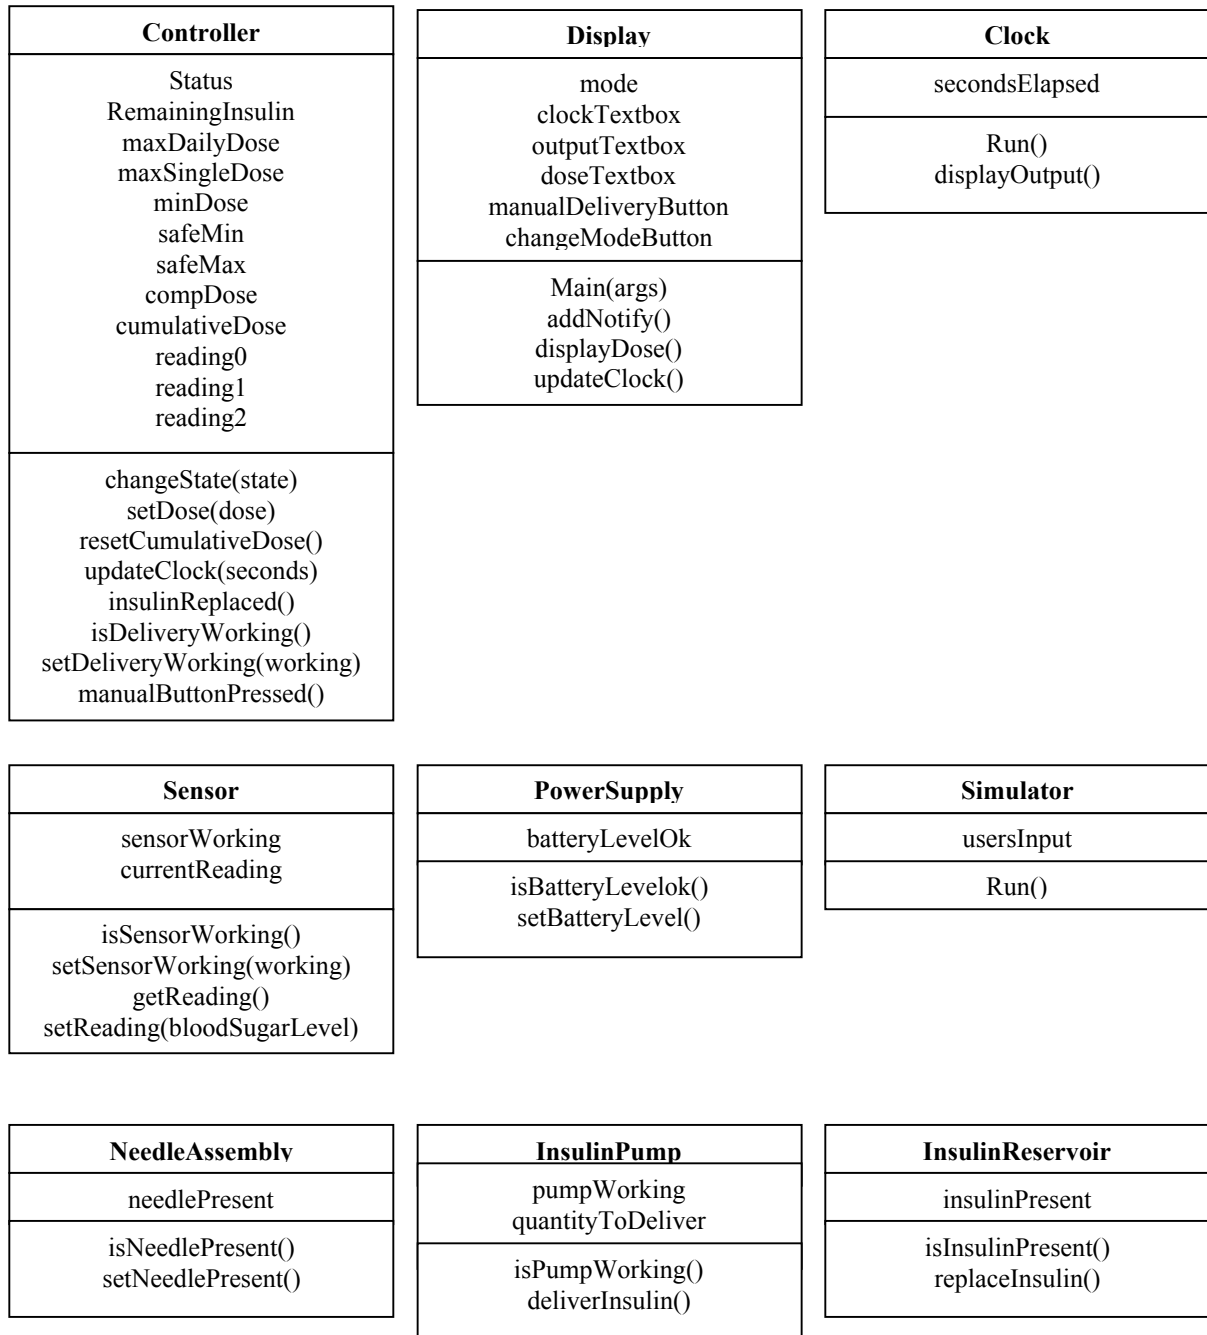 Controller
Status
RemainingInsulin
maxDailyDose
maxSingleDose
minDose
safeMin
safeMax
compDose
cumulativeDose
reading0
reading1
reading2
changeState(state)
setDose(dose)
resetCumulativeDose()
updateClock(seconds)
insulinReplaced()
isDeliveryWorking()
setDeliveryWorking(working)
manualButtonPressed()
Display
mode
clockTextbox
outputTextbox
doseTextbox
manualDeliveryButton
changeModeButton
Main(args)
addNotify()
displayDose()
updateClock()
Clock
secondsElapsed
Run()
displayOutput()
Sensor
sensorWorking
currentReading
isSensorWorking()
setSensorWorking(working)
getReading()
setReading(bloodSugarLevel)
PowerSupply
batteryLevelOk
isBatteryLevelok()
setBatteryLevel()
Simulator
usersInput
Run()
NeedleAssembly
needlePresent
isNeedlePresent()
setNeedlePresent()
InsulinPump
pumpWorking
quantityToDeliver
isPumpWorking()
deliverInsulin()
InsulinReservoir
insulinPresent
isInsulinPresent()
replaceInsulin()